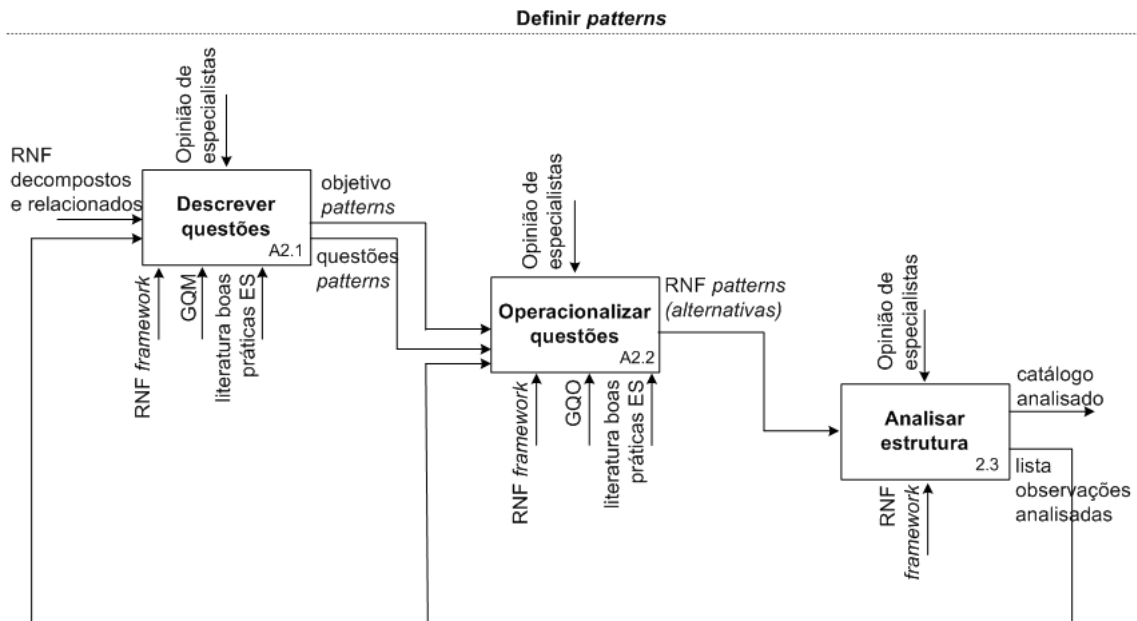 Definir patterns
Opinião de
especialistas
RNF
decompostos
e relacionados
Descrever
questões
A2.1
objetivo
patterns
questões
patterns
RNF framework
GQM
literatura boas
práticas ES
Opinião de
especialistas
Operacionalizar
questões
A2.2
RNF patterns
(alternativas)
RNF framework
GQO
literatura boas
práticas ES
Opinião de
especialistas
Analisar
estrutura
2.3
catálogo
analisado
lista
observações
analisadas
RNF
framework